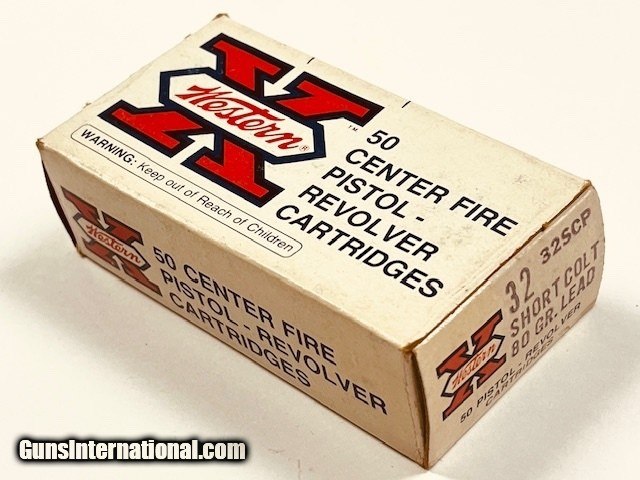 Western®
™
50
CENTER FIRE
PISTOL -
REVOLVER
CARTRIDGES
WARNING: Keep out of Reach of Children
Western
50 CENTER FIRE
PISTOL - REVOLVER
CARTRIDGES
32 32SCP
SHORT COLT
80 GR. LEAD
Western
50 PISTOL - REVOLVER
CARTRIDGES
GunsInternational.com